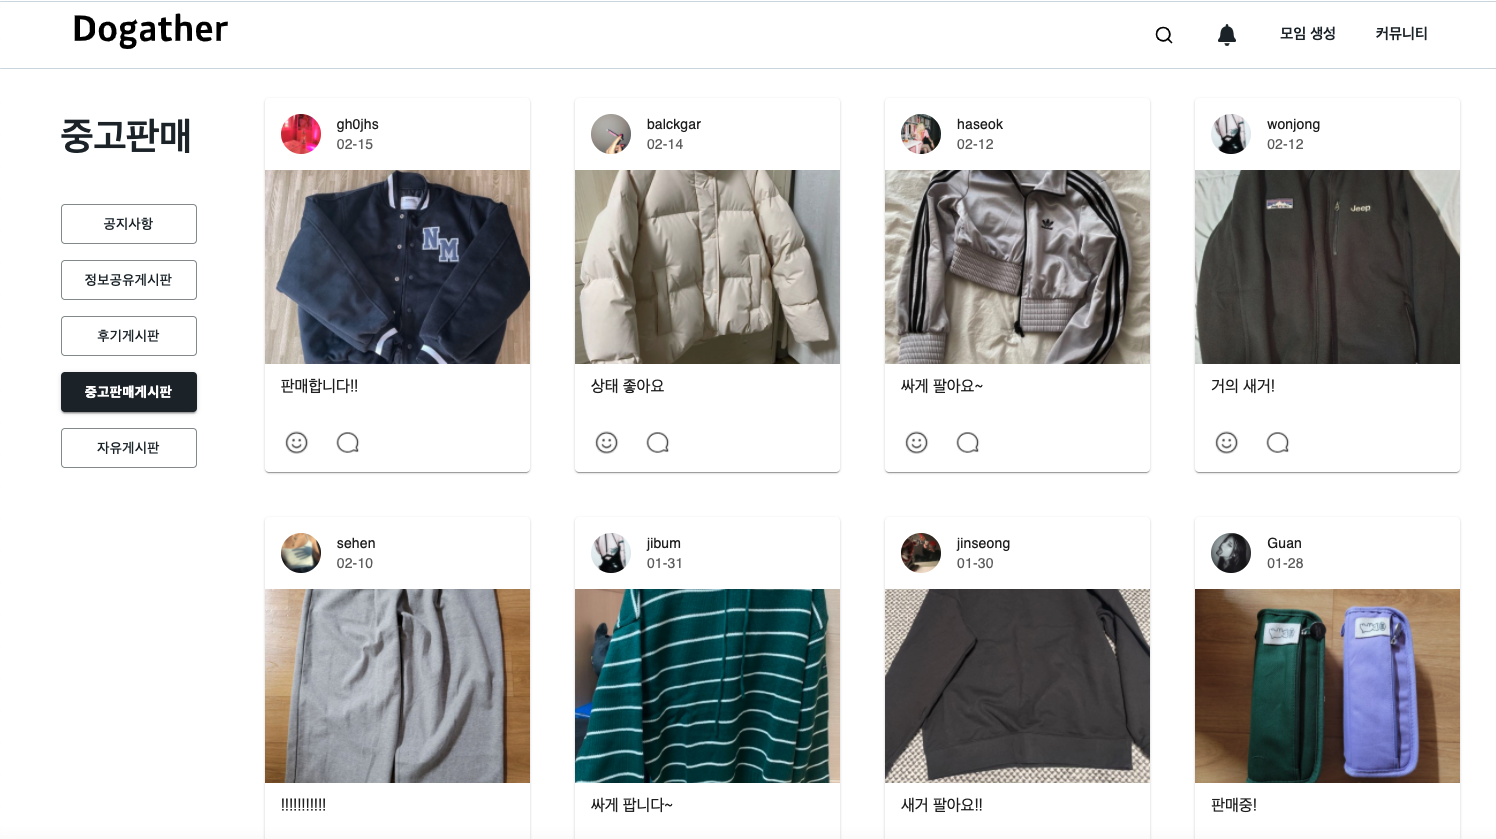 Dogather
모임 생성
커뮤니티
중고판매
공지사항
정보공유게시판
후기게시판
중고판매게시판
자유게시판
gh0jhs
02-15
NM
판매합니다!!
balckgar
02-14
상태 좋아요
haseok
02-12
싸게 팔아요~
wonjong
02-12
Jeep
거의 새거!
sehen
02-10
!!!!!!!!!!!
jibum
01-31
싸게 팝니다~
jinseong
01-30
새거 팔아요!!
Guan
01-28
판매중!